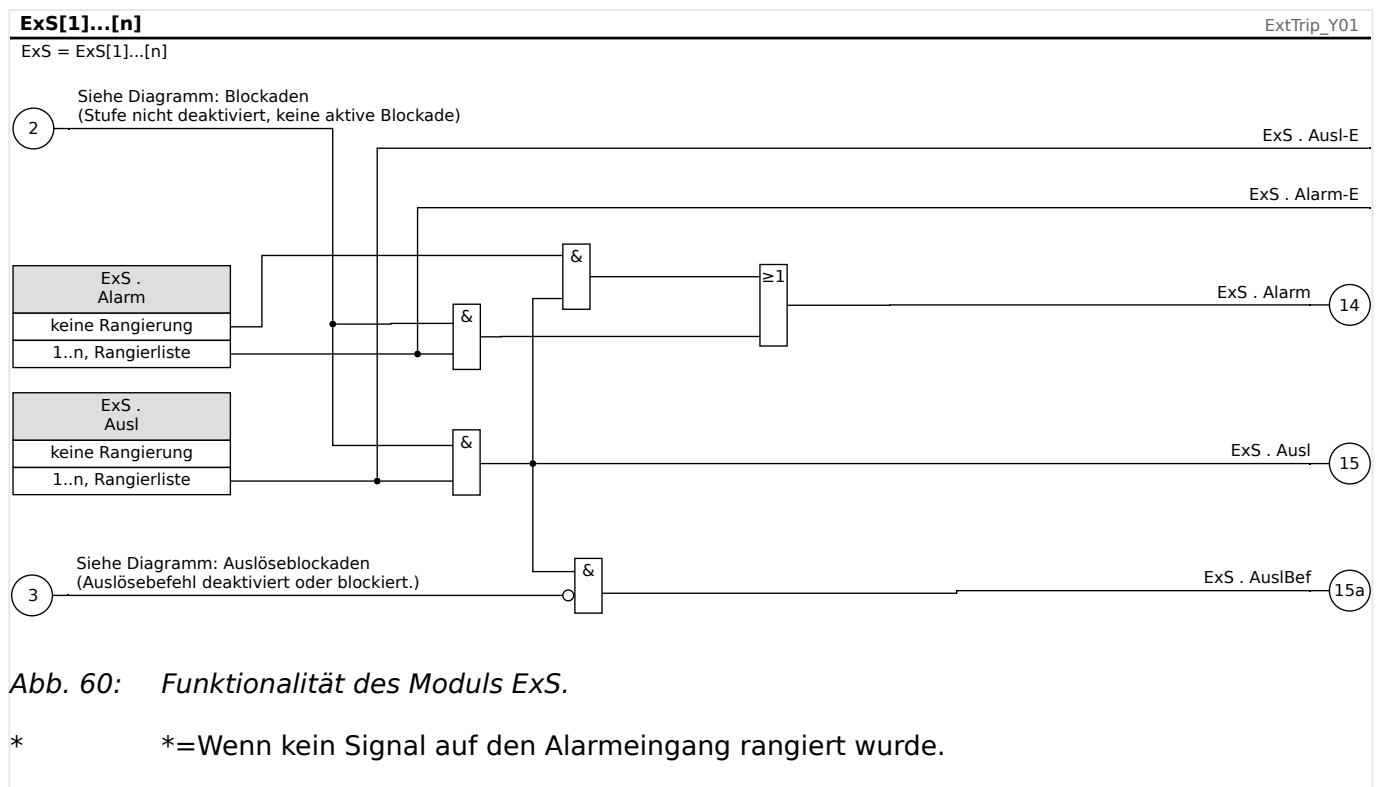 ExS[1]...[n]
ExtTrip_Y01
ExS = ExS[1]...[n]
Siehe Diagramm: Blockaden
(Stufe nicht deaktiviert, keine aktive Blockade)
2
ExS . Ausl-E
ExS . Alarm-E
&
ExS .
Alarm
≥1
ExS . Alarm
14
keine Rangierung
&
1..n, Rangierliste
ExS .
Ausl
keine Rangierung
&
ExS . Ausl
15
1..n, Rangierliste
Siehe Diagramm: Auslöseblockaden
(Auslösebefehl deaktiviert oder blockiert.)
3
&
ExS . AuslBef
15a
Abb. 60: Funktionalität des Moduls ExS.
* *=Wenn kein Signal auf den Alarmeingang rangiert wurde.